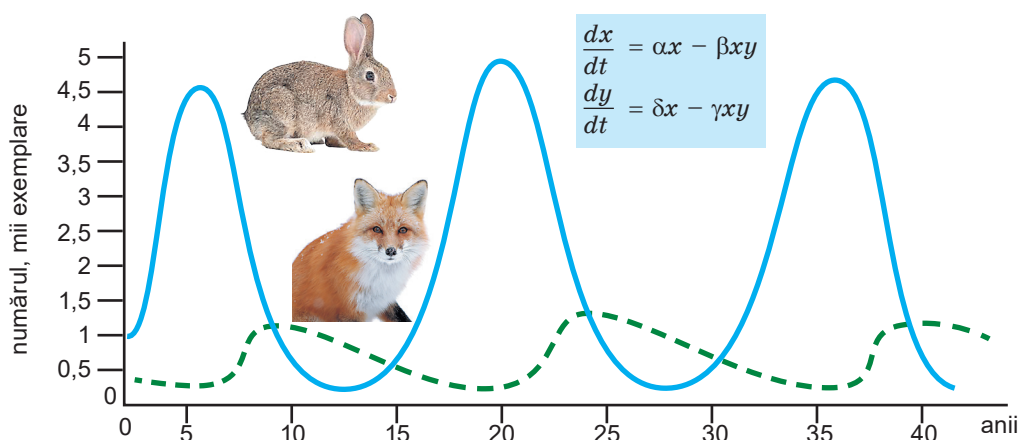 dx/dt = αx − βxy
dy/dt = δx − γxy
numărul, mii exemplare
5
4,5
4
3,5
3
2,5
2
1,5
1
0,5
0
0 5 10 15 20 25 30 35 40 anii